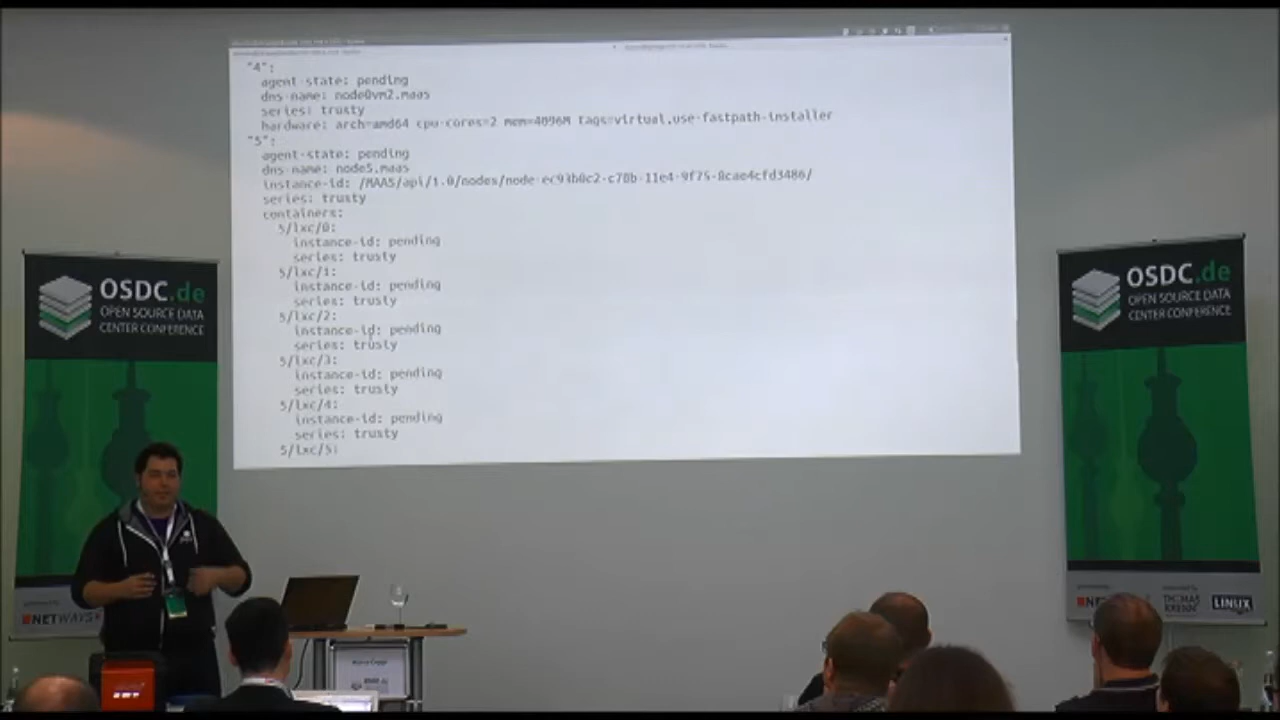 "4":
agent-state: pending
dns-name: node0vm2.maas
series: trusty
hardware: arch=amd64 cpu-cores=2 mem=4096M tags=virtual,use-fastpath-installer
"5":
agent-state: pending
dns-name: node5.maas
instance-id: /MAAS/api/1.0/nodes/node-ec93b0c2-c78b-11e4-9f75-8cae4cfd3486/
series: trusty
containers:
5/lxc/0:
instance-id: pending
series: trusty
5/lxc/1:
instance-id: pending
series: trusty
5/lxc/2:
instance-id: pending
series: trusty
5/lxc/3:
instance-id: pending
series: trusty
5/lxc/4:
instance-id: pending
series: trusty
5/lxc/5:
OSDC.de
OPEN SOURCE DATA
CENTER CONFERENCE
NETWAYS
OSDC.de
OPEN SOURCE DATA
CENTER CONFERENCE
NET
THOMAS
KRENN
LINUX